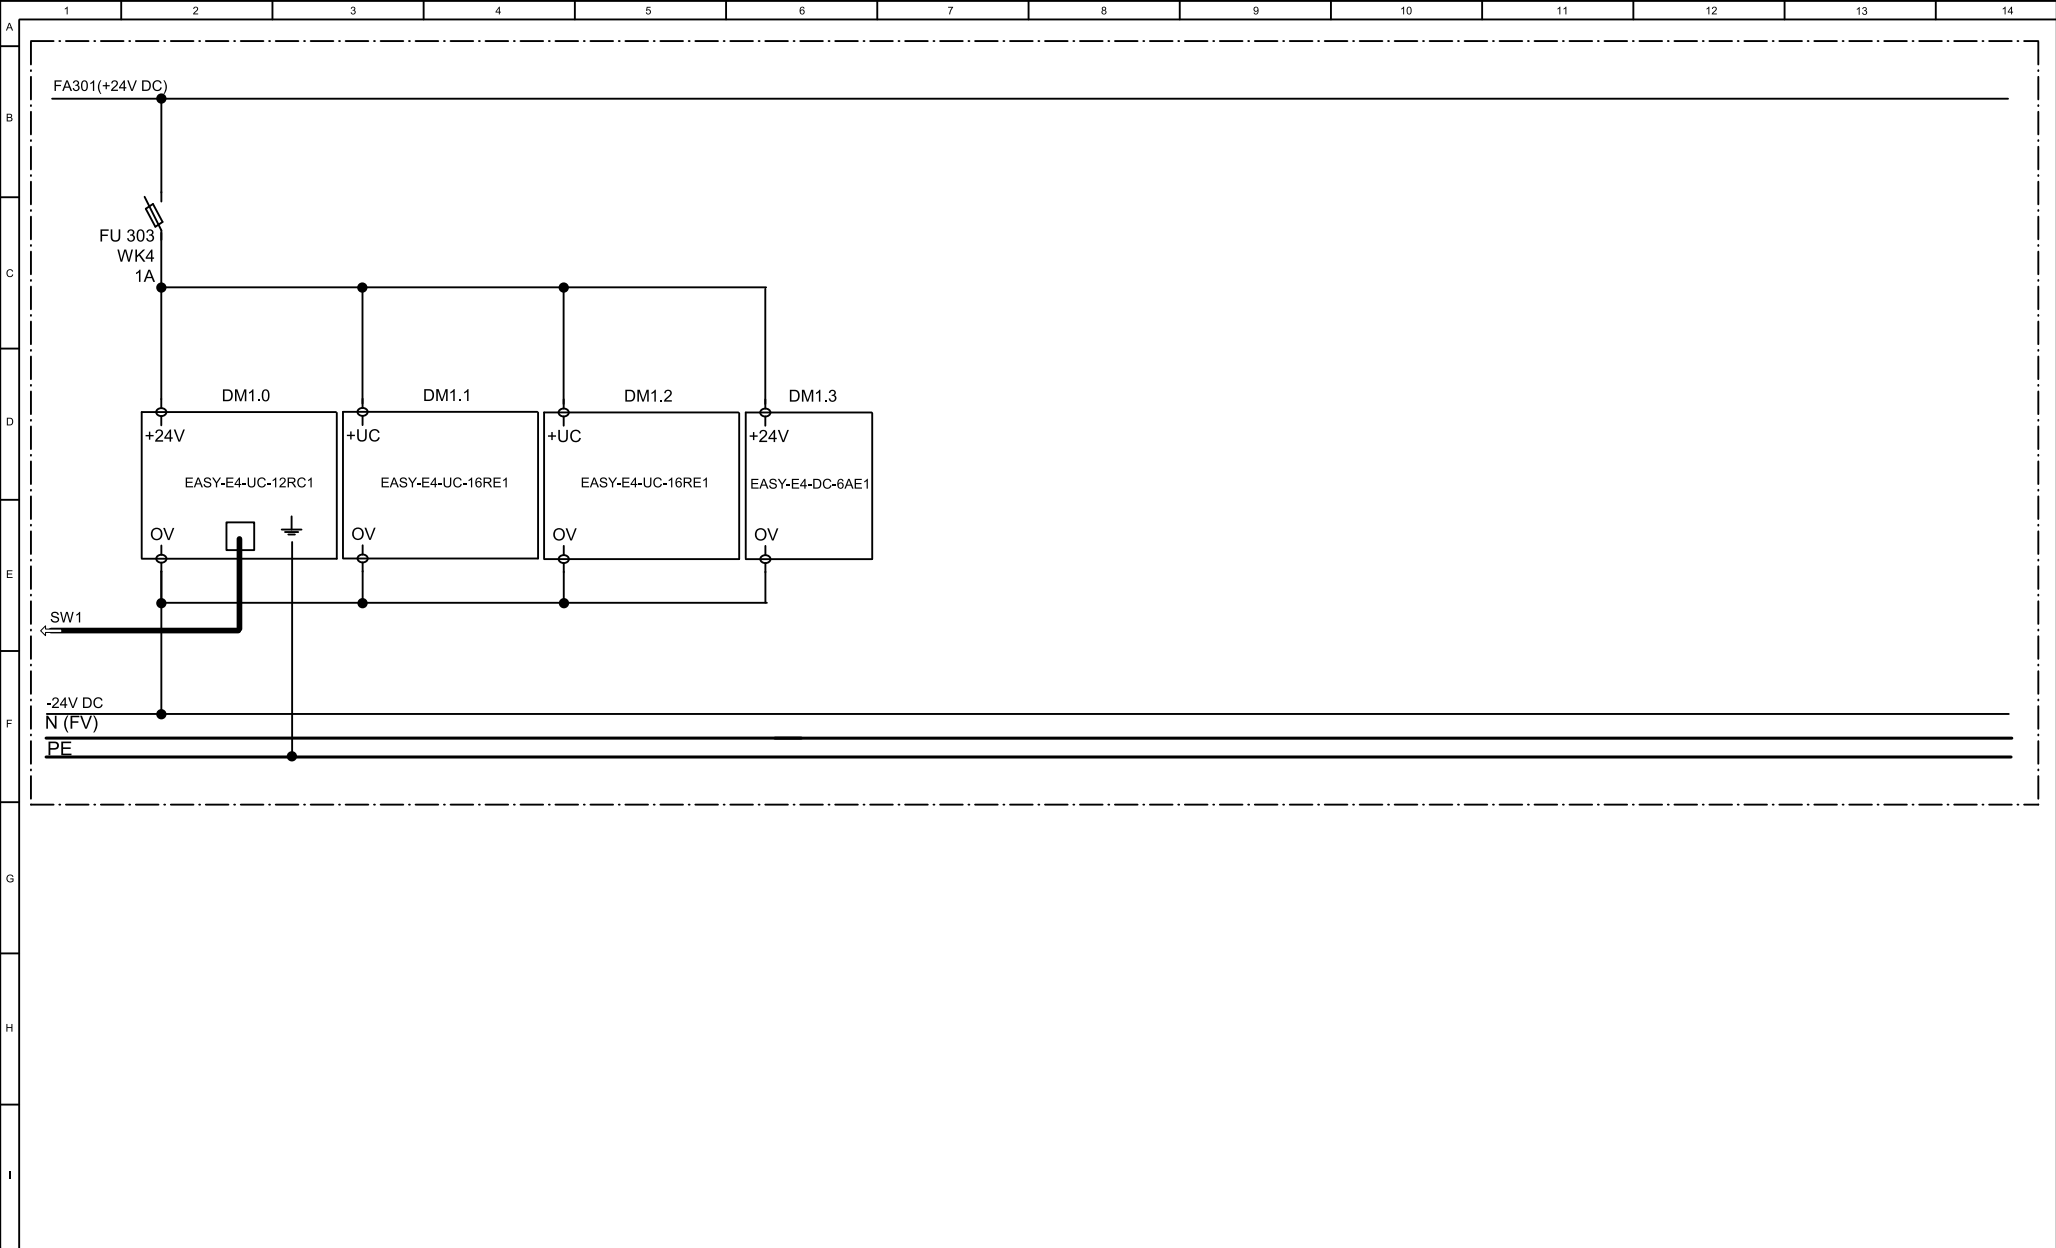 1 2 3 4 5 6 7 8 9 10 11 12 13 14
A
FA301(+24V DC)
B
FU 303
WK4
1A
C
DM1.0 DM1.1 DM1.2 DM1.3
D
+24V +UC +UC +24V
EASY-E4-UC-12RC1 EASY-E4-UC-16RE1 EASY-E4-UC-16RE1 EASY-E4-DC-6AE1
OV OV OV OV
E
SW1
-24V DC
F
N (FV)
PE
G
H
I